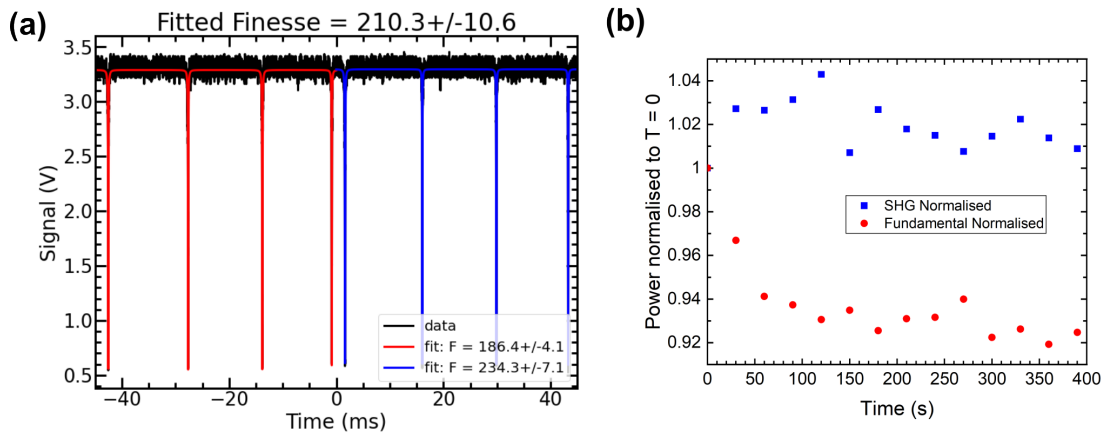 (a)
Fitted Finesse = 210.3+/-10.6
3.5
3.0
2.5
2.0
1.5
1.0
0.5
Signal (V)
data
fit: F = 186.4+/-4.1
fit: F = 234.3+/-7.1
−40
−20
0
20
40
Time (ms)
(b)
1.04
1.02
1
0.98
0.96
0.94
0.92
Power normalised to T = 0
SHG Normalised
Fundamental Normalised
0
50
100
150
200
250
300
350
400
Time (s)